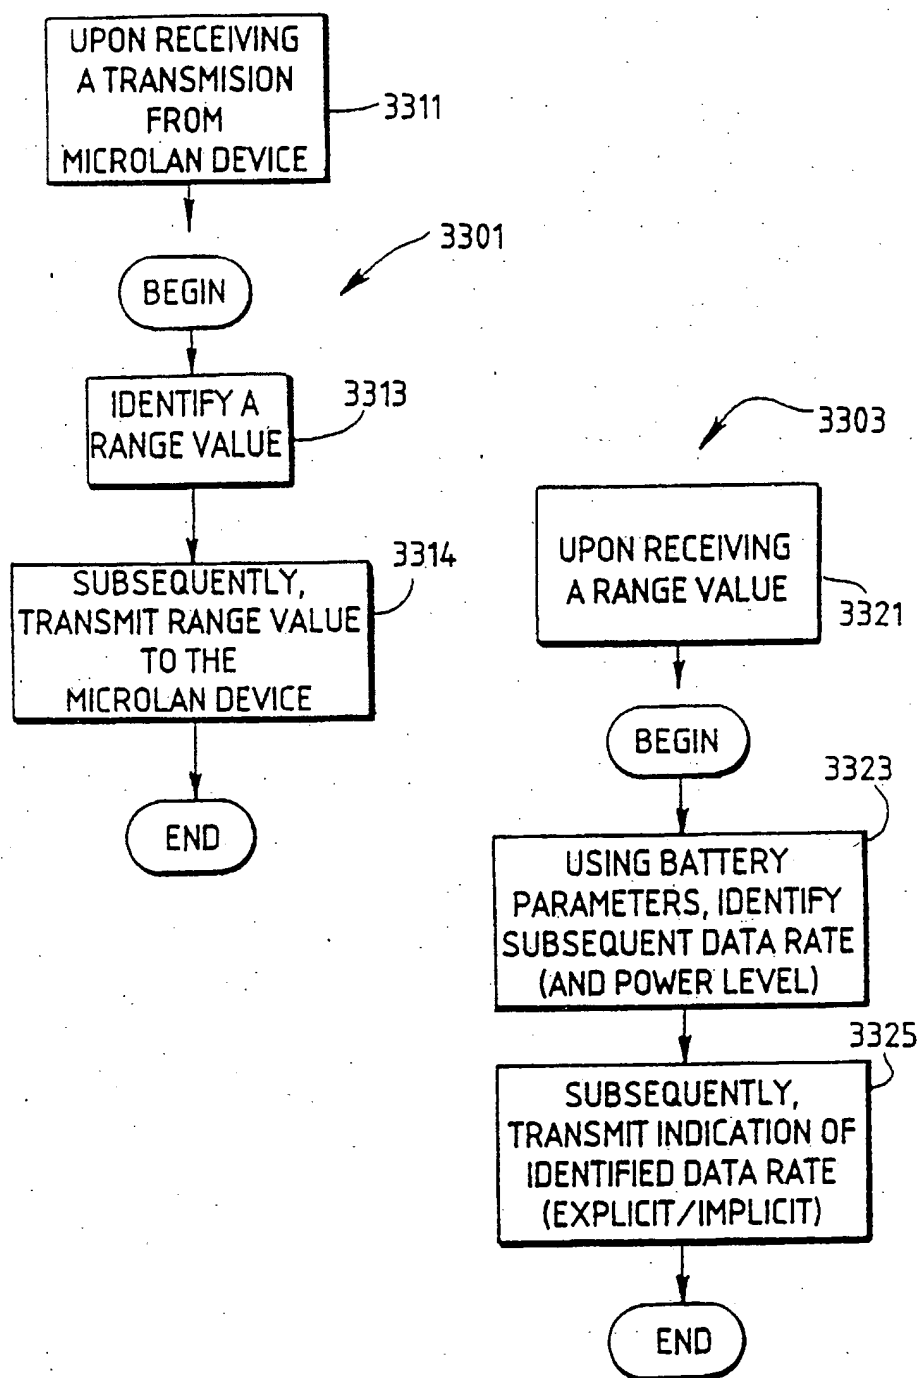 UPON RECEIVING
A TRANSMISION
FROM
MICROLAN DEVICE
3311
3301
BEGIN
IDENTIFY A
RANGE VALUE
3313
SUBSEQUENTLY,
TRANSMIT RANGE VALUE
TO THE
MICROLAN DEVICE
3314
END
3303
UPON RECEIVING
A RANGE VALUE
3321
BEGIN
3323
USING BATTERY
PARAMETERS, IDENTIFY
SUBSEQUENT DATA RATE
(AND POWER LEVEL)
3325
SUBSEQUENTLY,
TRANSMIT INDICATION OF
IDENTIFIED DATA RATE
(EXPLICIT/IMPLICIT)
END